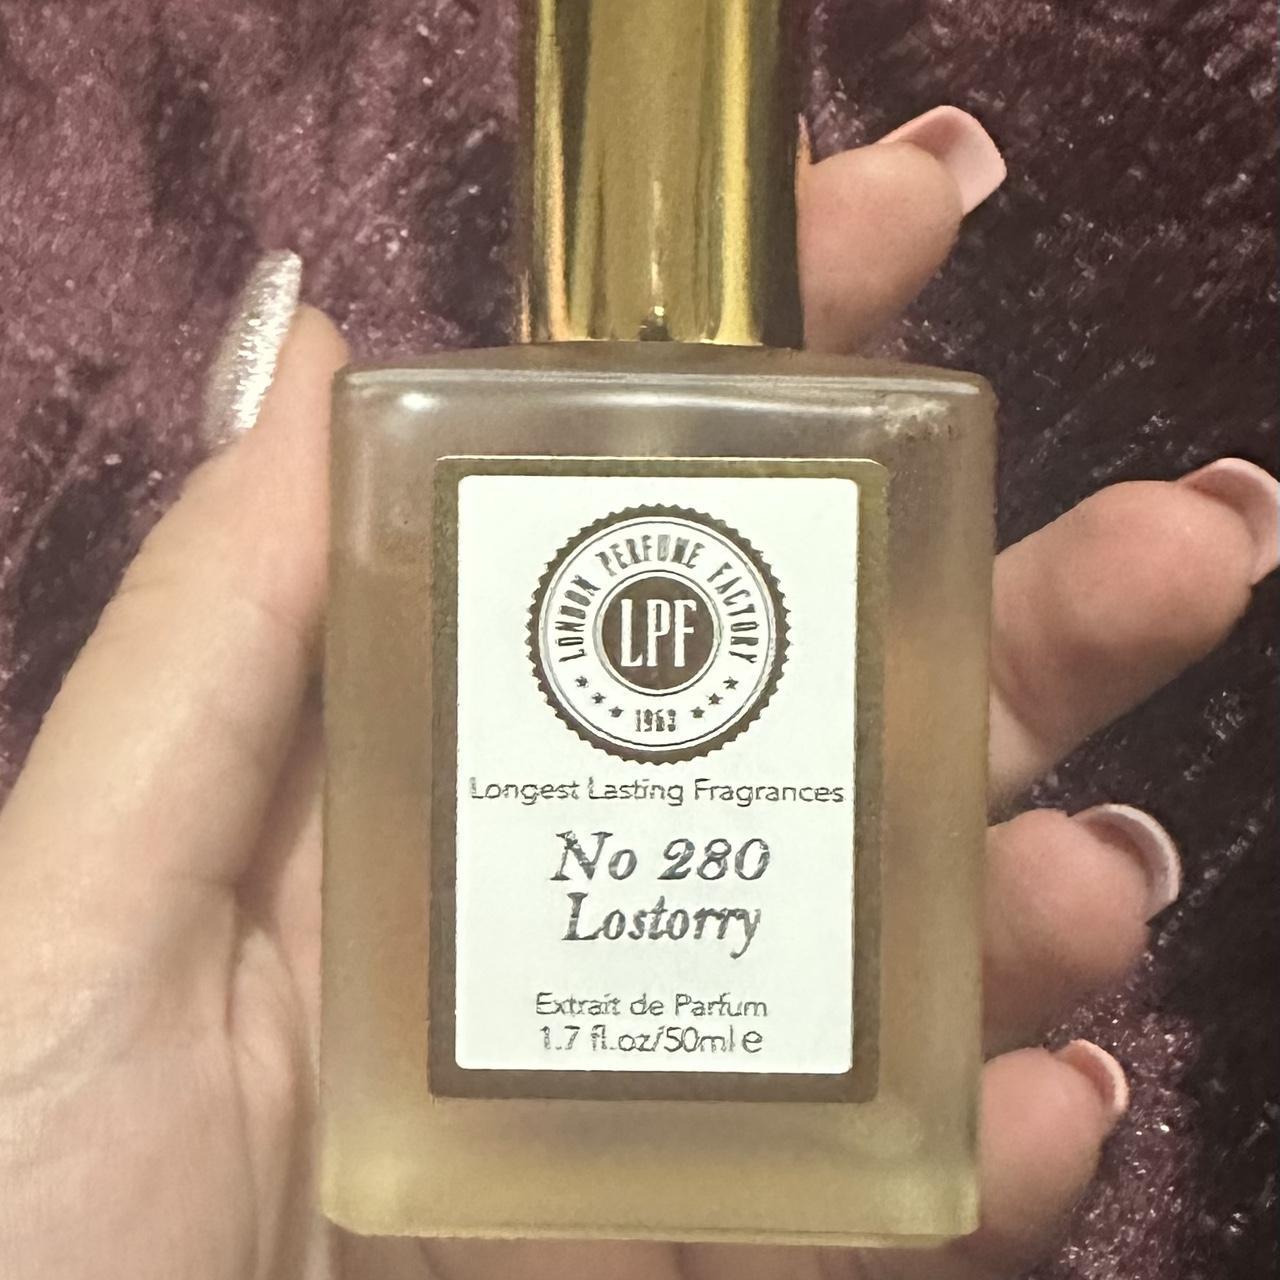 LONDON PERFUME FACTORY
LPF
1963
Longest Lasting Fragrances
No 280
Lostorry
Extrait de Parfum
1.7 fl.oz/50ml e